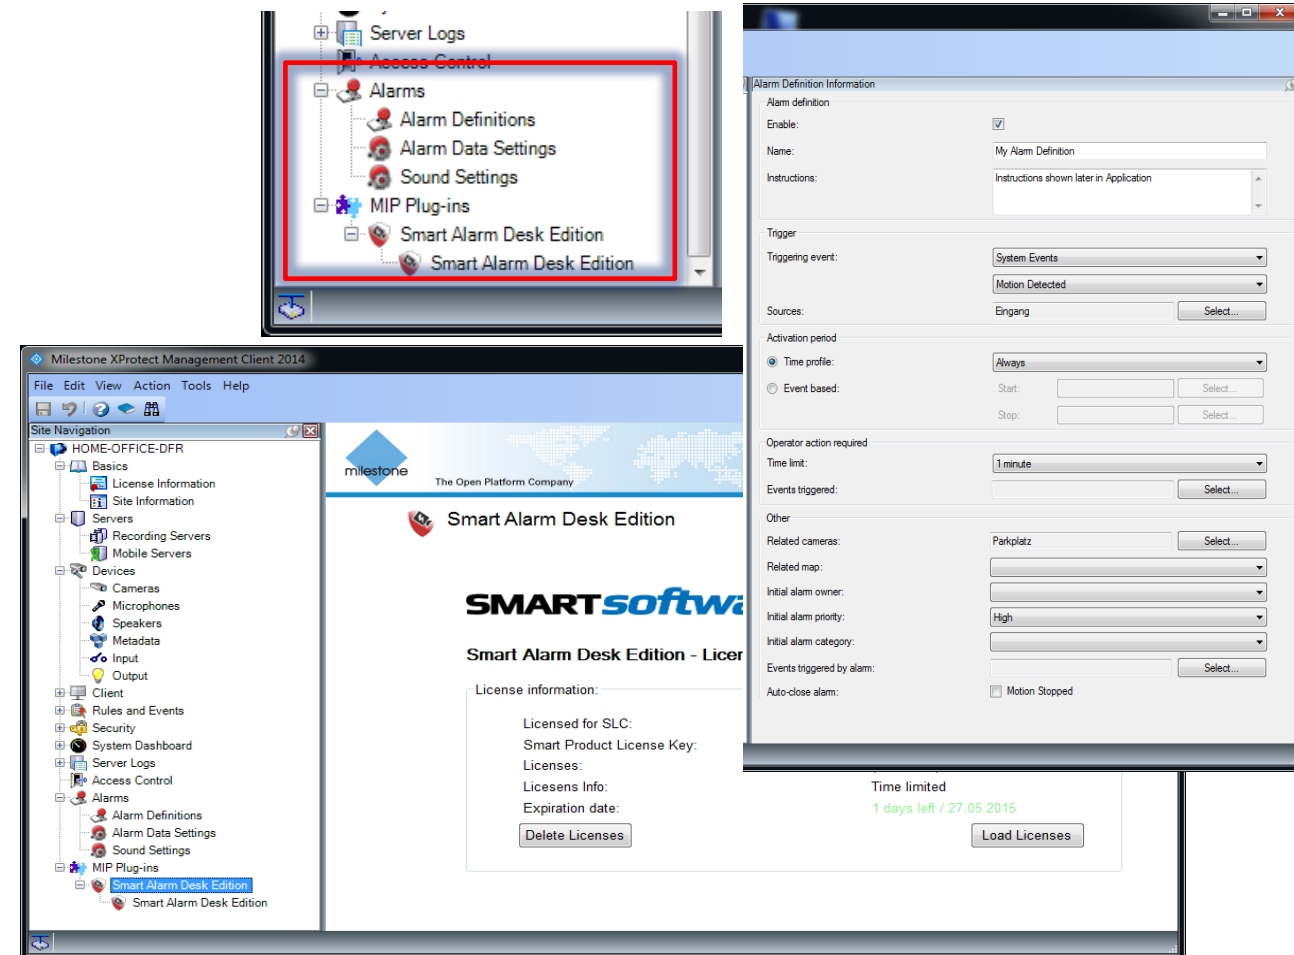 Server Logs
Access Control
Alarms
Alarm Definitions
Alarm Data Settings
Sound Settings
MIP Plug-ins
Smart Alarm Desk Edition
Smart Alarm Desk Edition
Alarm Definition Information
Alarm definition
Enable:
Name: My Alarm Definition
Instructions: Instructions shown later in Application
Trigger
Triggering event: System Events
Motion Detected
Sources: Eingang Select...
Activation period
Time profile: Always
Event based: Start: Select...
Stop: Select...
Operator action required
Time limit: 1 minute
Events triggered: Select...
Other
Related cameras: Parkplatz Select...
Related map:
Initial alarm owner:
Initial alarm priority: High
Initial alarm category:
Events triggered by alarm: Select...
Auto-close alarm: Motion Stopped
Milestone XProtect Management Client 2014
File Edit View Action Tools Help
Site Navigation
HOME-OFFICE-DFR
Basics
License Information
Site Information
Servers
Recording Servers
Mobile Servers
Devices
Cameras
Microphones
Speakers
Metadata
Input
Output
Client
Rules and Events
Security
System Dashboard
Server Logs
Access Control
Alarms
Alarm Definitions
Alarm Data Settings
Sound Settings
MIP Plug-ins
Smart Alarm Desk Edition
Smart Alarm Desk Edition
milestone
The Open Platform Company
Smart Alarm Desk Edition
SMARTsoftwa
Smart Alarm Desk Edition - Licer
License information:
Licensed for SLC:
Smart Product License Key:
Licenses:
Licesens Info: Time limited
Expiration date: 1 days left / 27.05.2015
Delete Licenses Load Licenses